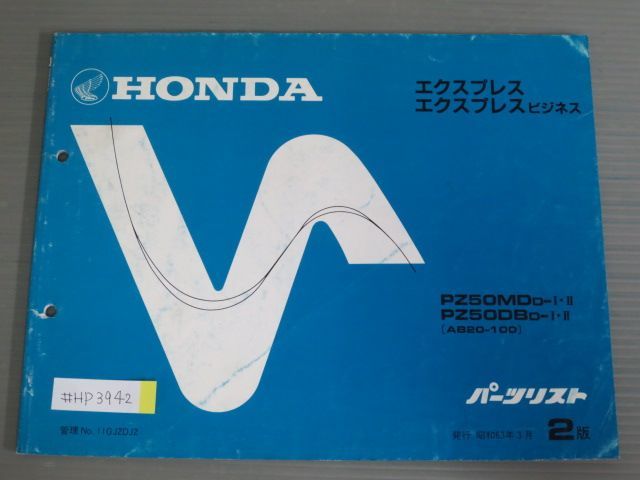 HONDA
エクスプレス
エクスプレス ビジネス
PZ50MDD-I・II
PZ50DBD-I・II
[AB20-100]
#HP3942
パーツリスト
管理No.11GJ2DJ2
発行 昭和63年3月 2版